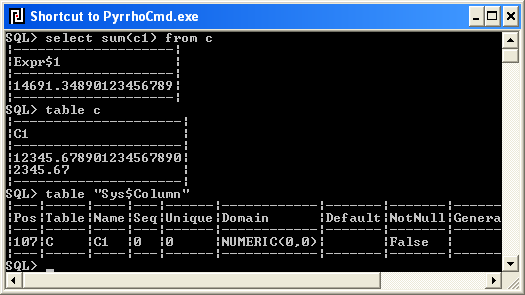 Shortcut to PyrrhoCmd.exe
SQL> select sum(c1) from c
|Expr$1
|14691.34890123456789|
SQL> table c
|C1
|12345.678901234567890
|2345.67
SQL> table "Sys$Column"
|Pos|Table|Name|Seq|Unique|Domain |Default|NotNull|Genera
|107|C |C1 |0 |0 |NUMERIC(0,0)| |False |
SQL> _